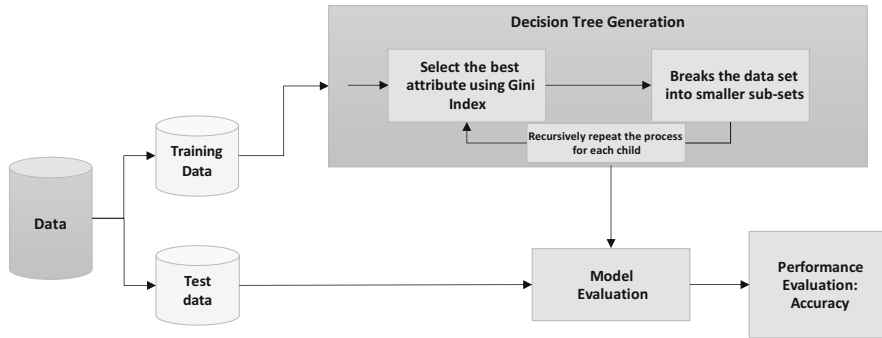 Decision Tree Generation
Select the best
attribute using Gini
Index
Breaks the data set
into smaller sub-sets
Recursively repeat the process
for each child
Training
Data
Data
Test
data
Model
Evaluation
Performance
Evaluation:
Accuracy